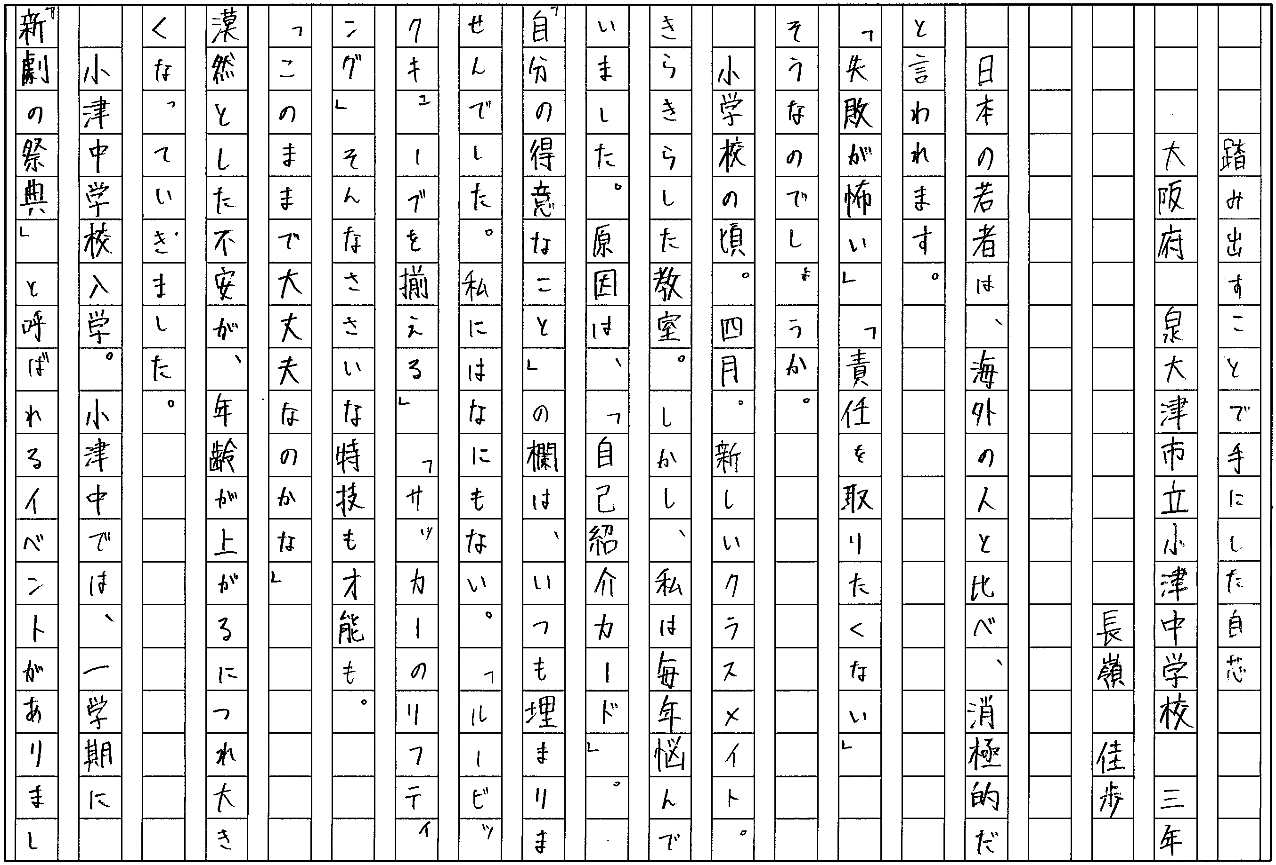 踏み出すことで手にした自芯
大阪府 泉大津市立小津中学校 三年
長嶺 佳歩
日本の若者は、海外の人と比べ、消極的だ
と言われます。
「失敗が怖い」「責任を取りたくない」
そうなのでしょうか。
小学校の頃。四月。新しいクラスメイト。
きらきらした教室。しかし、私は毎年悩んで
いました。原因は、「自己紹介カード」。
「自分の得意なこと」の欄は、いつも埋まりま
せんでした。私にはなにもない。「ルービッ
クキューブを揃える」「サッカーのリフティ
ング」そんなささいな特技も才能も。
「このままで大丈夫なのかな」
漠然とした不安が、年齢が上がるにつれ大き
くなっていきました。
小津中学校入学。小津中では、一学期に
「新劇の祭典」と呼ばれるイベントがありまし